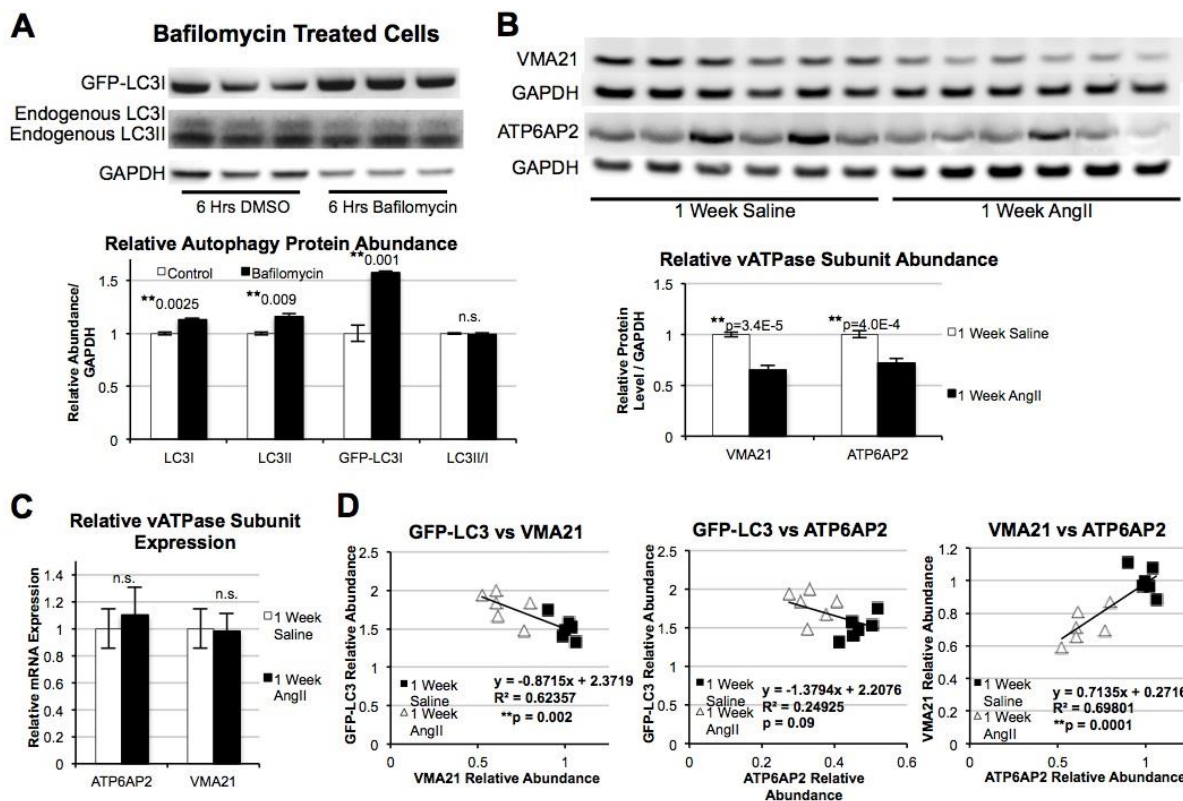 A
Bafilomycin Treated Cells
GFP-LC3I
Endogenous LC3I
Endogenous LC3II
GAPDH
6 Hrs DMSO
6 Hrs Bafilomycin
Relative Autophagy Protein Abundance
Control
Bafilomycin
Relative Abundance/
GAPDH
1.5
1
0.5
0
**0.0025
**0.009
**0.001
n.s.
LC3I
LC3II
GFP-LC3I
LC3II/I
B
VMA21
GAPDH
ATP6AP2
GAPDH
1 Week Saline
1 Week AngII
Relative vATPase Subunit Abundance
Relative Protein
Level / GAPDH
1.5
1
0.5
0
**p=3.4E-5
**p=4.0E-4
1 Week Saline
1 Week AngII
VMA21
ATP6AP2
C
Relative vATPase Subunit
Expression
Relative mRNA Expression
1.4
1.2
1
0.8
0.6
0.4
0.2
0
n.s.
n.s.
1 Week
Saline
1 Week
AngII
ATP6AP2
VMA21
D
GFP-LC3 vs VMA21
GFP-LC3 Relative Abundance
2.5
2
1.5
1
0.5
0
1 Week
Saline
1 Week
AngII
y = -0.8715x + 2.3719
R² = 0.62357
**p = 0.002
0
0.5
1
VMA21 Relative Abundance
GFP-LC3 vs ATP6AP2
GFP-LC3 Relative Abundance
2.5
2
1.5
1
0.5
0
1 Week
Saline
1 Week
AngII
y = -1.3794x + 2.2076
R² = 0.24925
p = 0.09
0
0.2
0.4
0.6
ATP6AP2 Relative
Abundance
VMA21 vs ATP6AP2
VMA21 Relative Abundance
1.2
1
0.8
0.6
0.4
0.2
0
1 Week
Saline
1 Week
AngII
y = 0.7135x + 0.2716
R² = 0.69801
**p = 0.0001
0
0.5
1
ATP6AP2 Relative Abundance